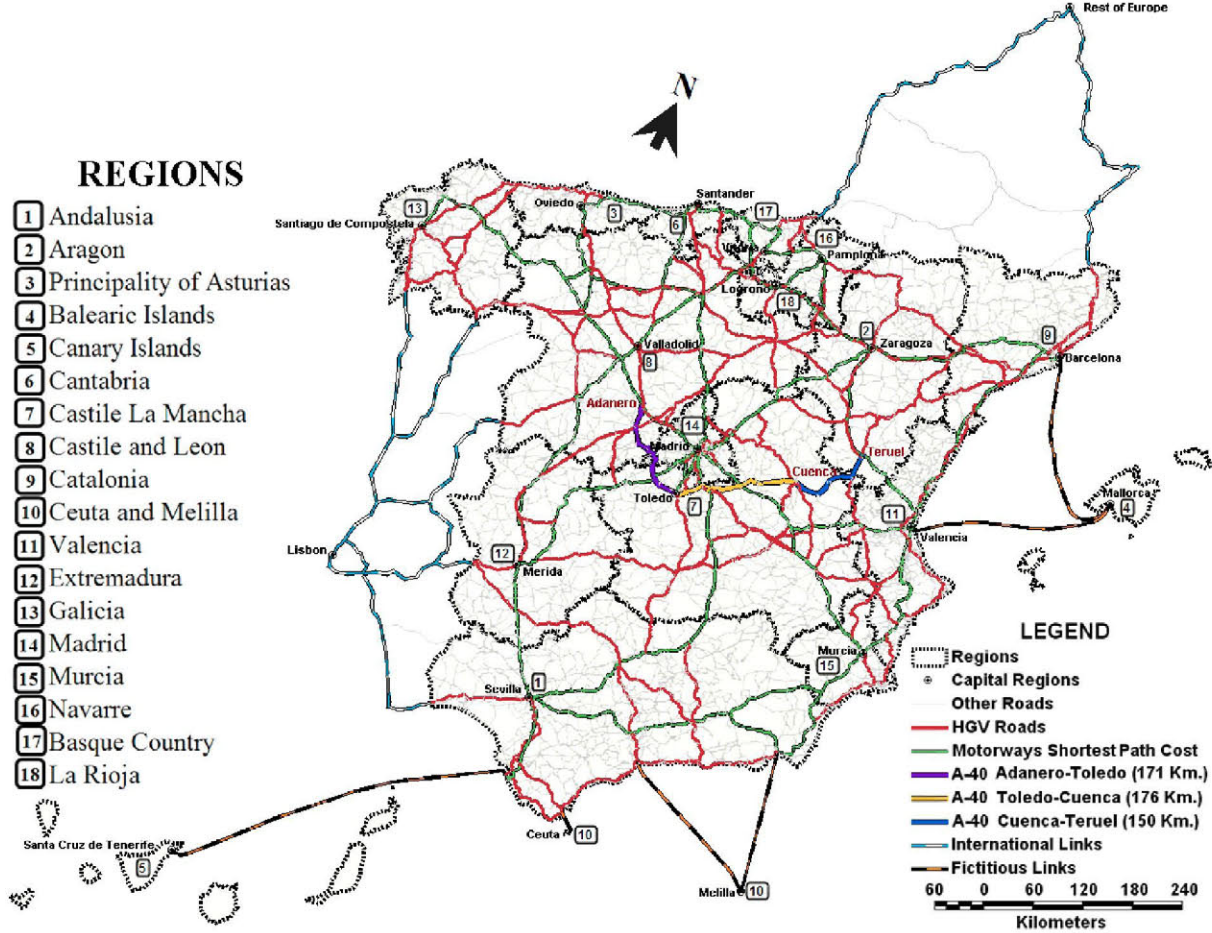 Rest of Europe
N
REGIONS
1 Andalusia
2 Aragon
3 Principality of Asturias
4 Balearic Islands
5 Canary Islands
6 Cantabria
7 Castile La Mancha
8 Castile and Leon
9 Catalonia
10 Ceuta and Melilla
11 Valencia
12 Extremadura
13 Galicia
14 Madrid
15 Murcia
16 Navarre
17 Basque Country
18 La Rioja
Santander
13
Oviedo
3
17
Santiago de Compostela
6
16
Pamplona
Logrono
18
2
Valladolid
Zaragoza
9
8
Barcelona
Adanero
14
Madrid
Teruel
Cuenca
Mallorca
Toledo
4
7
11
Valencia
Lisbon
12
Merida
Murcia
15
Sevilla
1
Ceuta
10
Santa Cruz de Tenerife
5
Melilla
10
LEGEND
Regions
Capital Regions
Other Roads
HGV Roads
Motorways Shortest Path Cost
A-40 Adanero-Toledo (171 Km.)
A-40 Toledo-Cuenca (176 Km.)
A-40 Cuenca-Teruel (150 Km.)
International Links
Fictitious Links
60 0 60 120 180 240
Kilometers